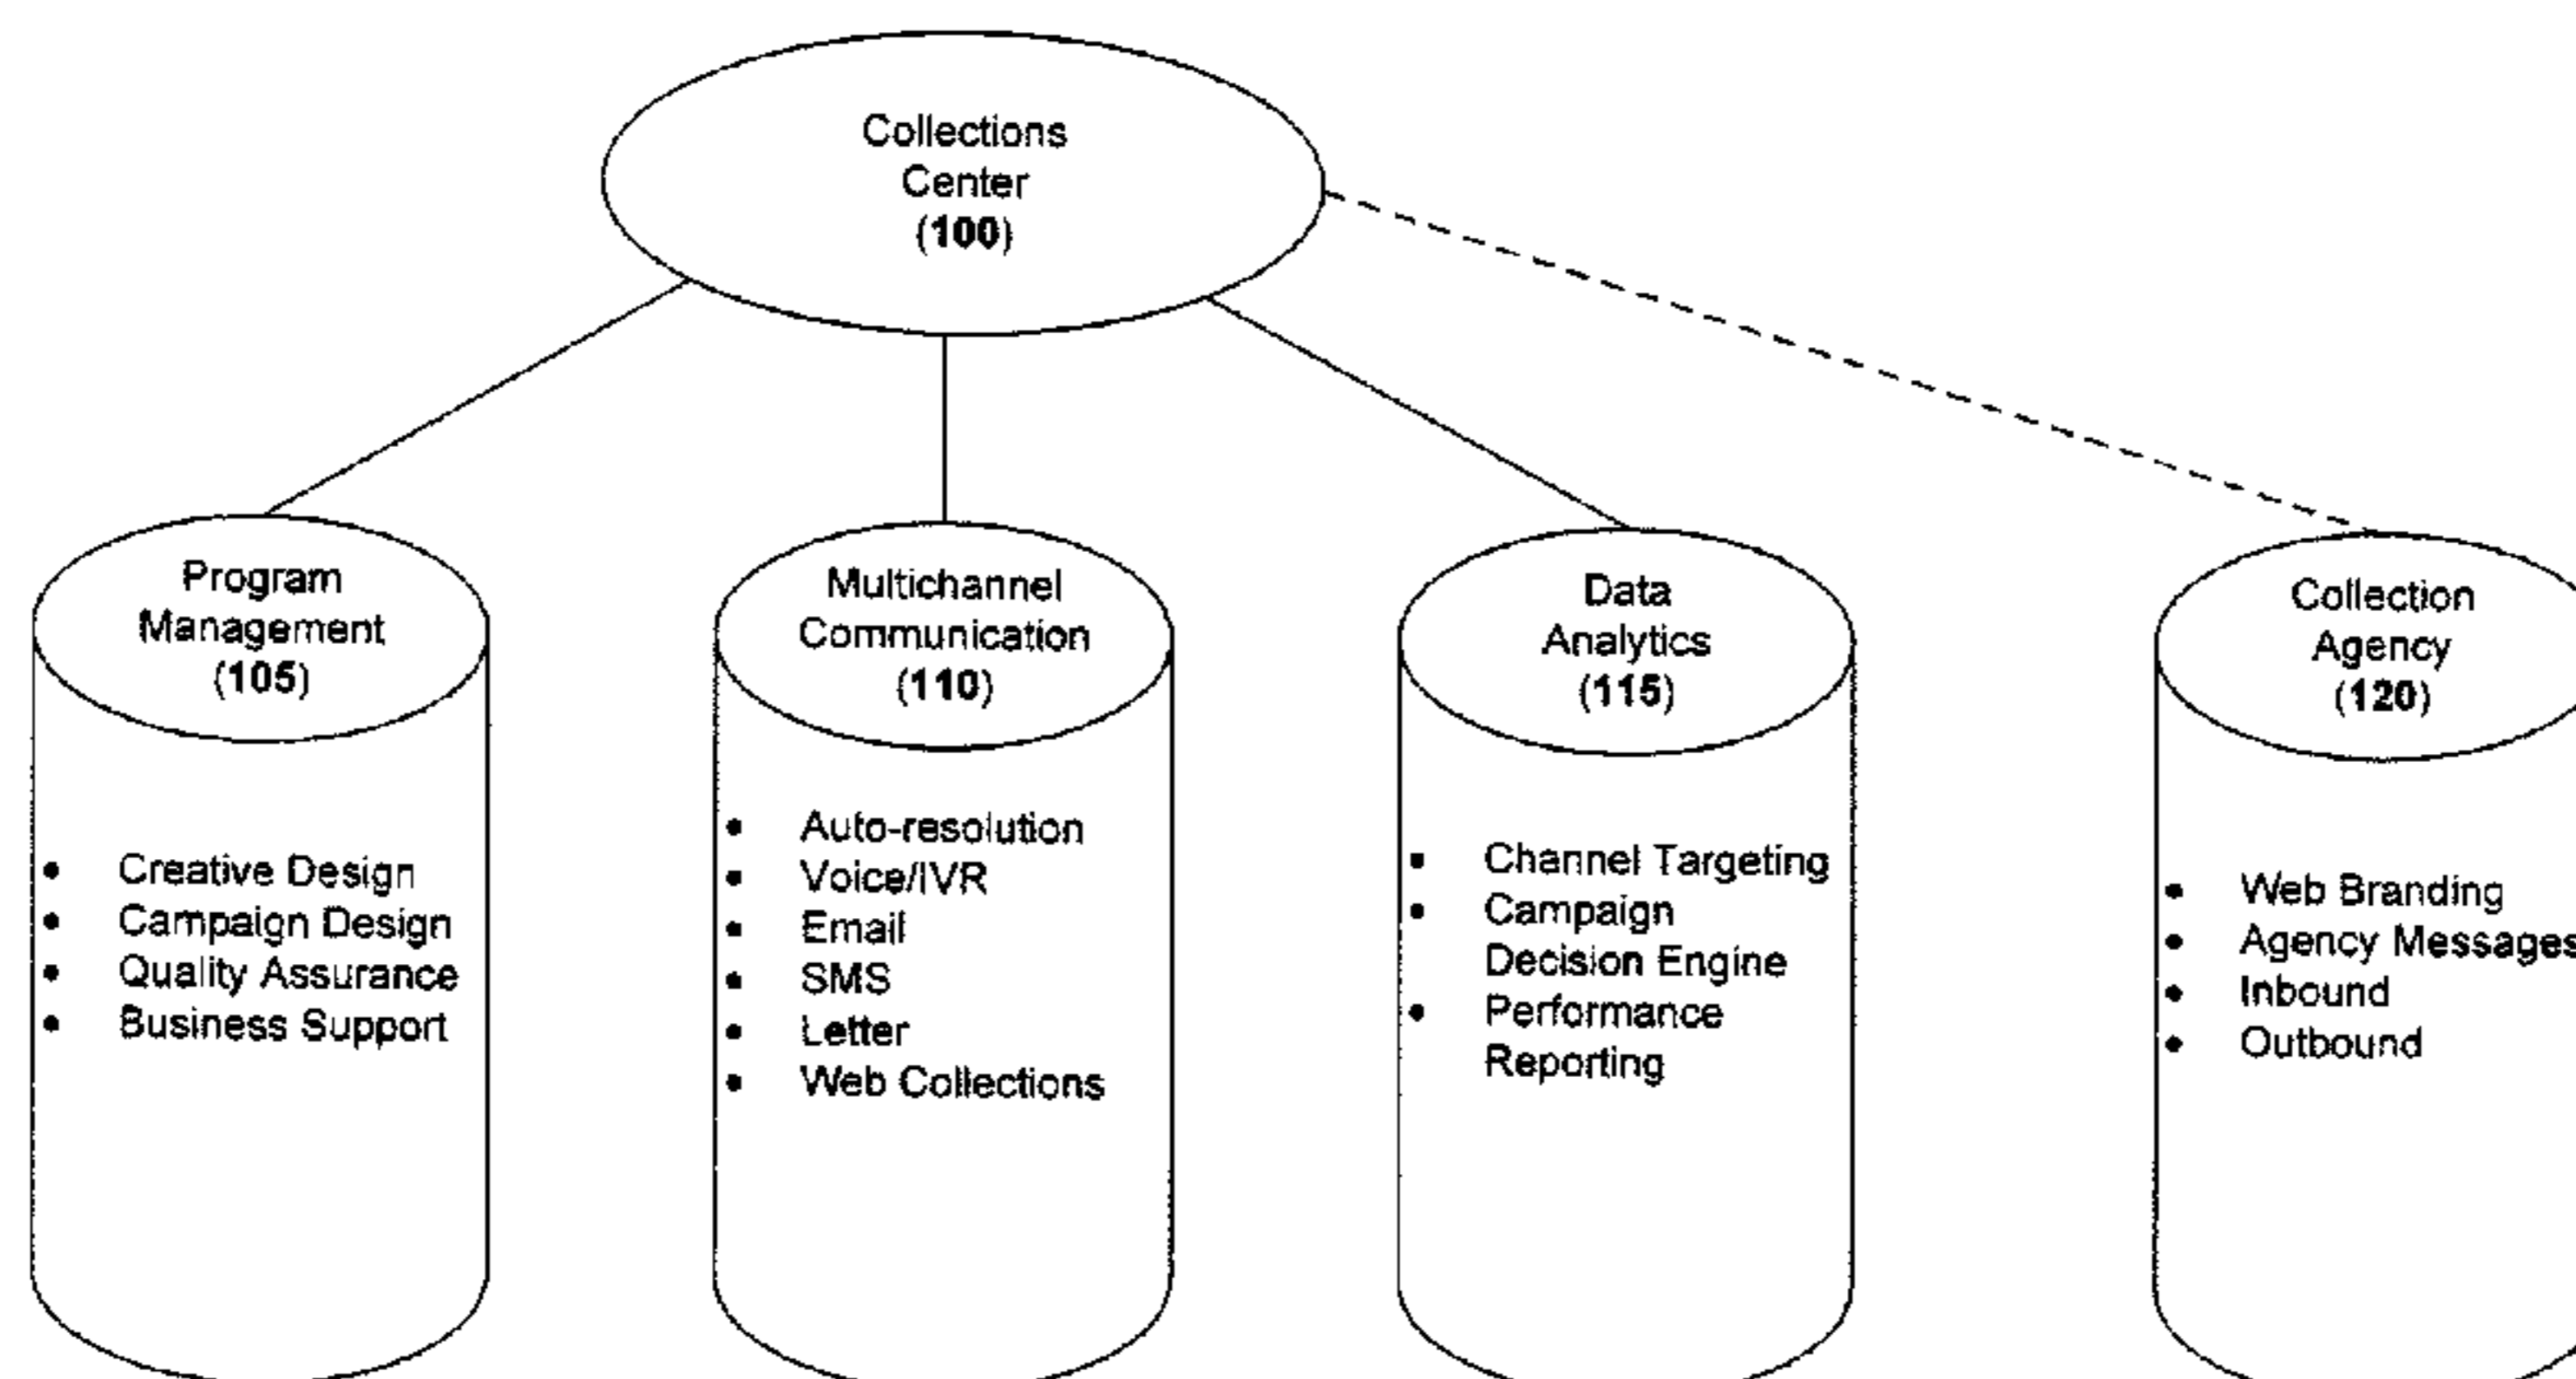 Collections
Center
(100)
Program
Management
(105)
Multichannel
Communication
(110)
Data
Analytics
(115)
Collection
Agency
(120)
• Creative Design
• Campaign Design
• Quality Assurance
• Business Support
• Auto-resolution
• Voice/IVR
• Email
• SMS
• Letter
• Web Collections
• Channel Targeting
• Campaign
Decision Engine
• Performance
Reporting
• Web Branding
• Agency Messages
• Inbound
• Outbound